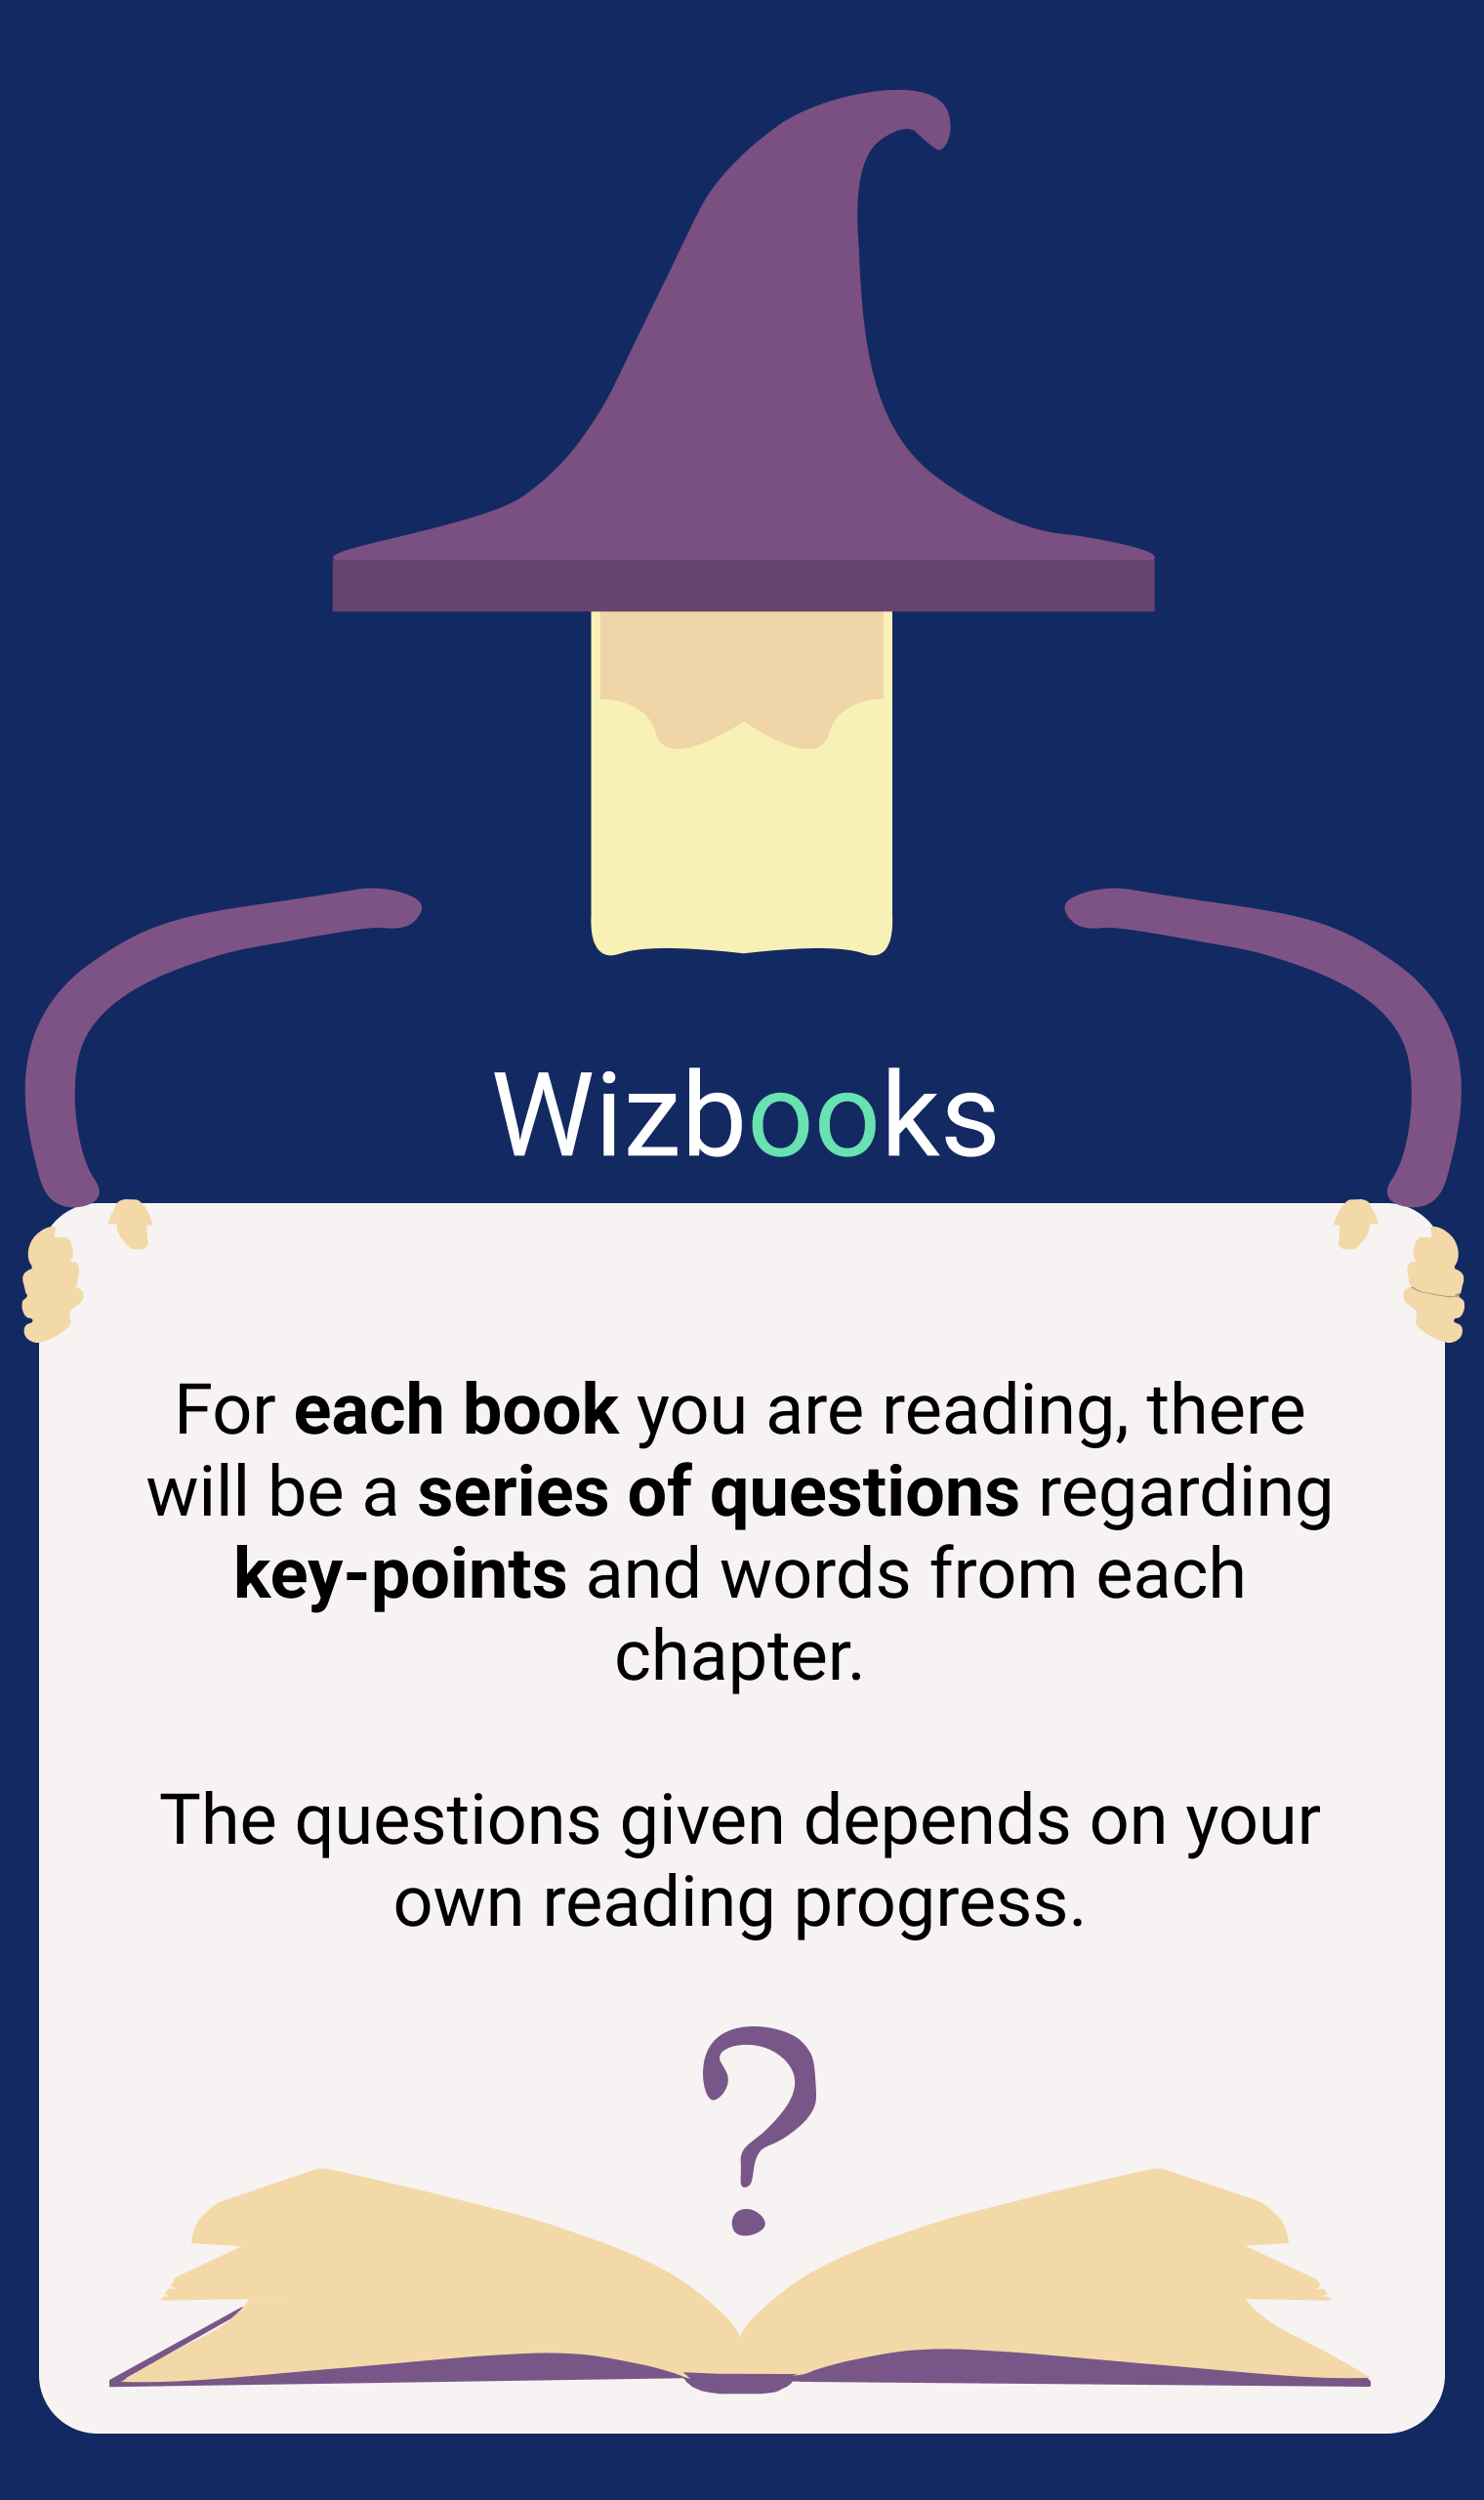 Wizbooks
For each book you are reading, there
will be a series of questions regarding
key-points and words from each
chapter.
The questions given depends on your
own reading progress.
?